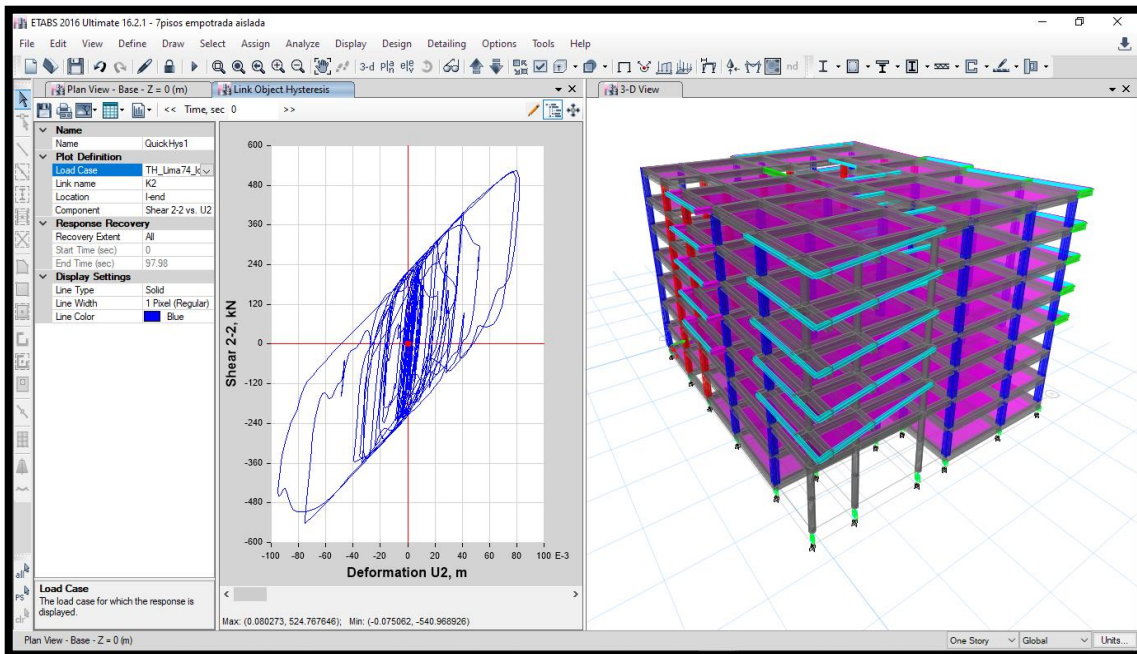 ETABS 2016 Ultimate 16.2.1 - 7pisos empotrada aislada
File Edit View Define Draw Select Assign Analyze Display Design Detailing Options Tools Help
3-d nd
Plan View - Base - Z = 0 (m) Link Object Hysteresis 3-D View
<< Time, sec 0 >>
Name
Name QuickHys1
Plot Definition
Load Case
Link name K2
Location I-end
Component Shear 2-2 vs. U2
Response Recovery
Recovery Extent All
Start Time (sec) 0
End Time (sec) 97.98
Display Settings
Line Type Solid
Line Width 1 Pixel (Regular)
Line Color Blue
600
480
360
240
120
0
-120
-240
-360
-480
-600
Shear 2-2, kN
-100 -80 -60 -40 -20 0 20 40 60 80 100 E-3
Deformation U2, m
Max: (0.080273, 524.767646); Min: (-0.075062, -540.968926)
all
PS
clr
Load Case
The load case for which the response is
displayed.
Plan View - Base - Z = 0 (m) One Story Global Units...